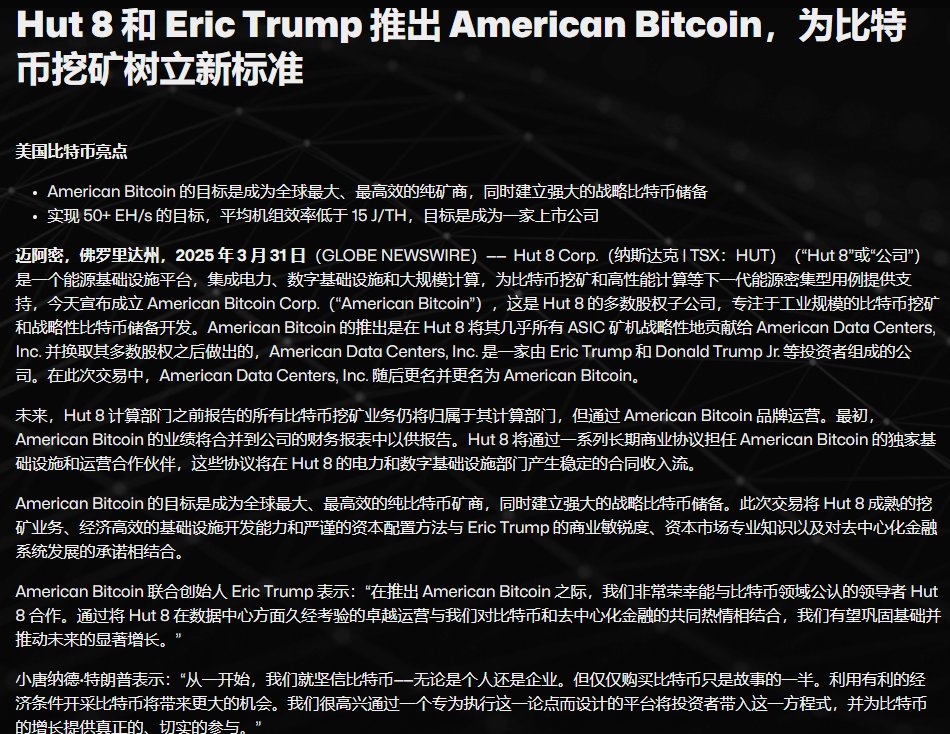 Hut 8 和 Eric Trump 推出 American Bitcoin，为比特
币挖矿树立新标准
美国比特币亮点
• American Bitcoin 的目标是成为全球最大、最高效的纯矿商，同时建立强大的战略比特币储备
• 实现 50+ EH/s 的目标，平均机组效率低于 15 J/TH，目标是成为一家上市公司
迈阿密，佛罗里达州，2025 年 3 月 31 日（GLOBE NEWSWIRE）—— Hut 8 Corp.（纳斯达克 | TSX：HUT）（“Hut 8”或“公司”）
是一个能源基础设施平台，集成电力、数字基础设施和大规模计算，为比特币挖矿和高性能计算等下一代能源密集型用例提供支
持，今天宣布成立 American Bitcoin Corp.（“American Bitcoin”），这是 Hut 8 的多数股权子公司，专注于工业规模的比特币挖矿
和战略性比特币储备开发。American Bitcoin 的推出是在 Hut 8 将其几乎所有 ASIC 矿机战略性地贡献给 American Data Centers,
Inc. 并换取其多数股权之后做出的，American Data Centers, Inc. 是一家由 Eric Trump 和 Donald Trump Jr. 等投资者组成的公
司。在此次交易中，American Data Centers, Inc. 随后更名并更名为 American Bitcoin。
未来，Hut 8 计算部门之前报告的所有比特币挖矿业务仍将归属于其计算部门，但通过 American Bitcoin 品牌运营。最初，
American Bitcoin 的业绩将合并到公司的财务报表中以供报告。Hut 8 将通过一系列长期商业协议担任 American Bitcoin 的独家基
础设施和运营合作伙伴，这些协议将在 Hut 8 的电力和数字基础设施部门产生稳定的合同收入流。
American Bitcoin 的目标是成为全球最大、最高效的纯比特币矿商，同时建立强大的战略比特币储备。此次交易将 Hut 8 成熟的挖
矿业务、经济高效的基础设施开发能力和严谨的资本配置方法与 Eric Trump 的商业敏锐度、资本市场专业知识以及对去中心化金融
系统发展的承诺相结合。
American Bitcoin 联合创始人 Eric Trump 表示：“在推出 American Bitcoin 之际，我们非常荣幸能与比特币领域公认的领导者 Hut
8 合作。通过将 Hut 8 在数据中心方面久经考验的卓越运营与我们对比特币和去中心化金融的共同热情相结合，我们有望巩固基础并
推动未来的显著增长。”
小唐纳德·特朗普表示：“从一开始，我们就坚信比特币——无论是个人还是企业。但仅仅购买比特币只是故事的一半。利用有利的经
济条件开采比特币将带来更大的机会。我们很高兴通过一个专为执行这一论点而设计的平台将投资者带入这一方程式，并为比特币
的增长提供真正的、切实的参与。”